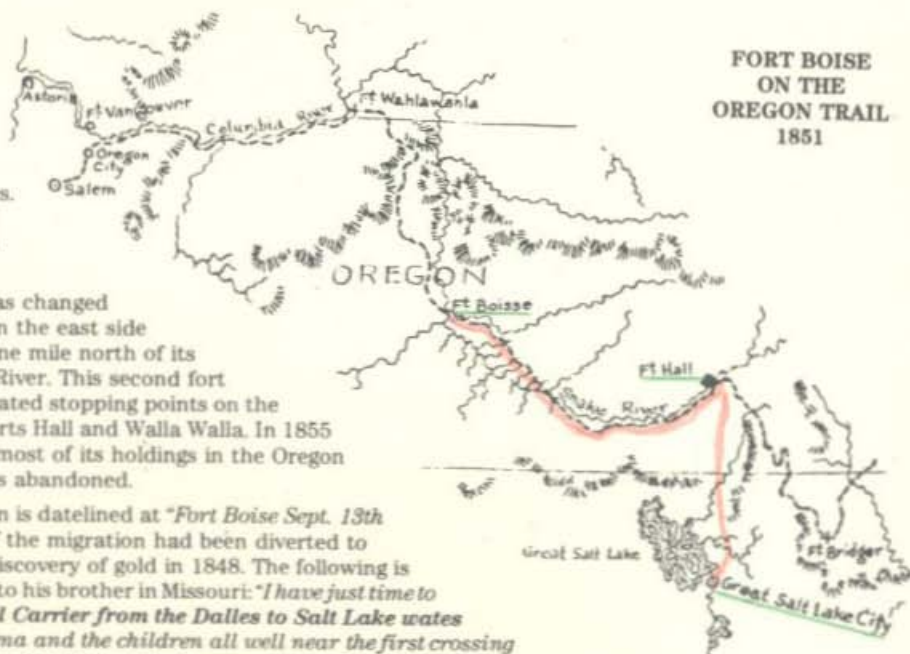 FORT BOISE
ON THE
OREGON TRAIL
1851
Astoria
Ft Vancouver
Columbia River
Ft Wahlawahla
Oregon
City
Salem
s.
OREGON
as changed
n the east side
ne mile north of its
River. This second fort
ated stopping points on the
rts Hall and Walla Walla. In 1855
most of its holdings in the Oregon
s abandoned.
Ft Boisse
Ft Hall
Snake River
Great Salt Lake
Ft Bridger
Great Salt Lake City
n is datelined at "Fort Boise Sept. 13th
f the migration had been diverted to
iscovery of gold in 1848. The following is
to his brother in Missouri: "I have just time to
l Carrier from the Dalles to Salt Lake wates
ma and the children all well near the first crossing